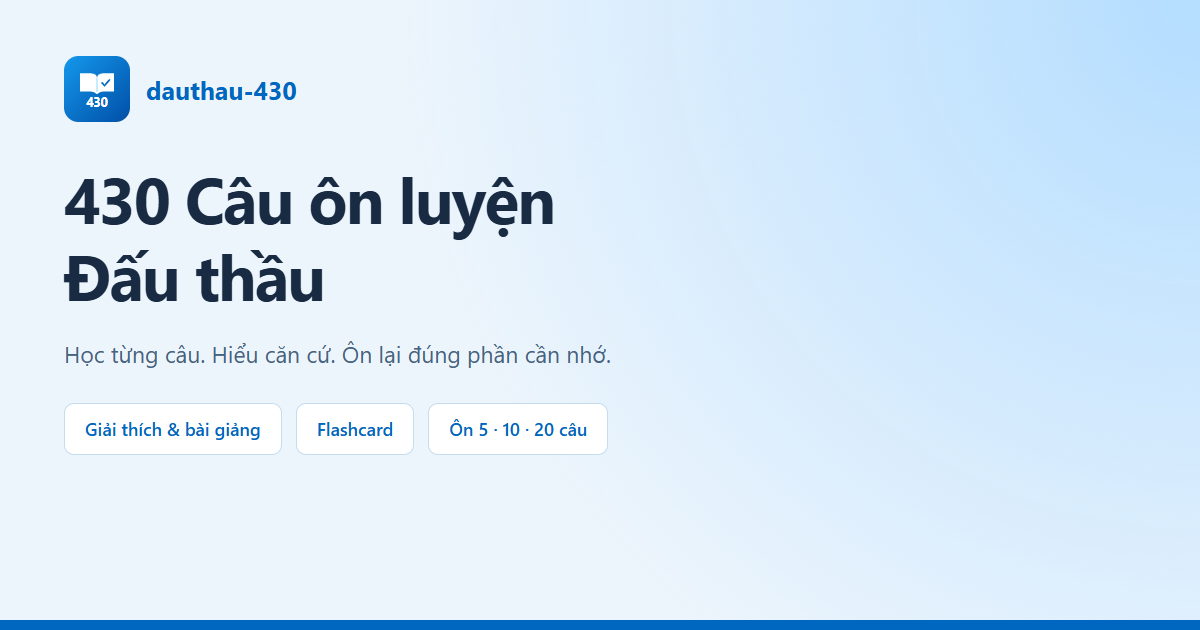 430
dauthau-430
430 Câu ôn luyện
Đấu thầu
Học từng câu. Hiểu căn cứ. Ôn lại đúng phần cần nhớ.
Giải thích & bài giảng
Flashcard
Ôn 5 · 10 · 20 câu